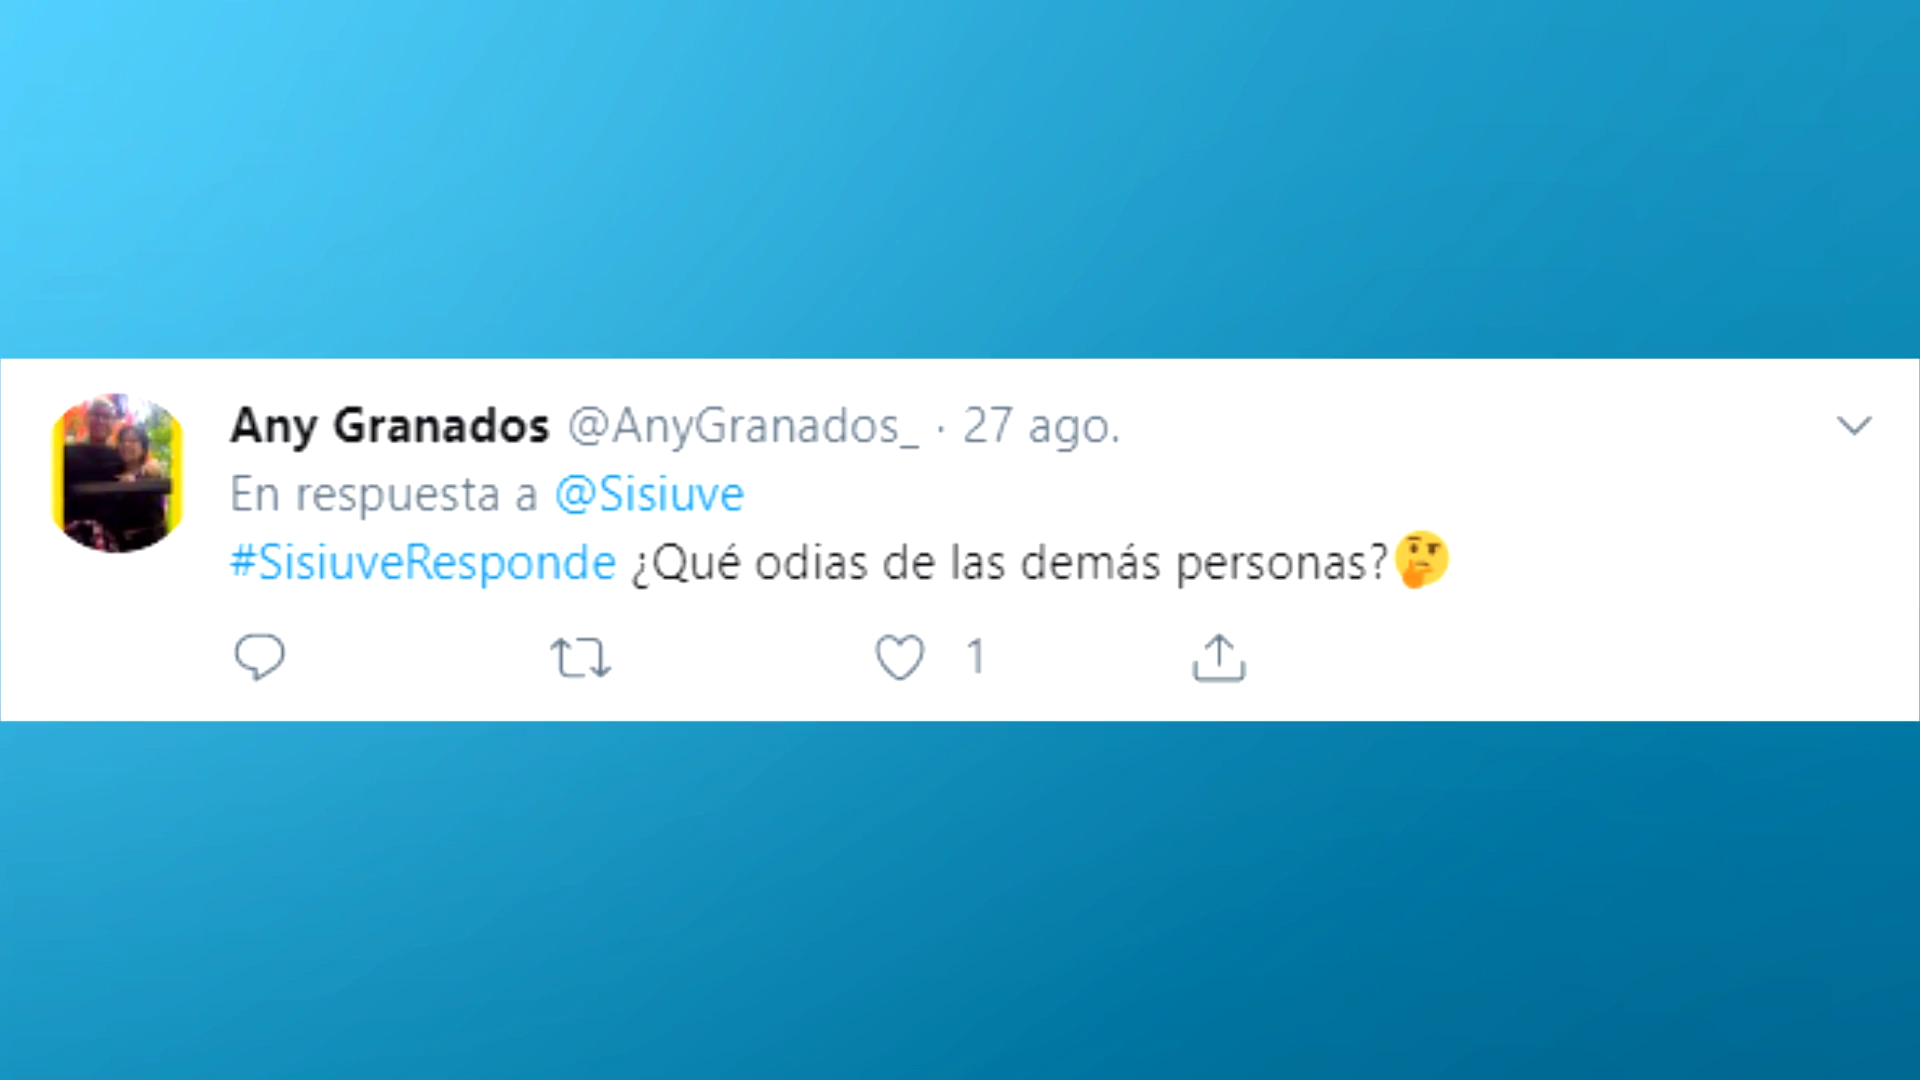 Any Granados @AnyGranados_ · 27 ago.
En respuesta a @Sisiuve
#SisiuveResponde ¿Qué odias de las demás personas?🤔
1